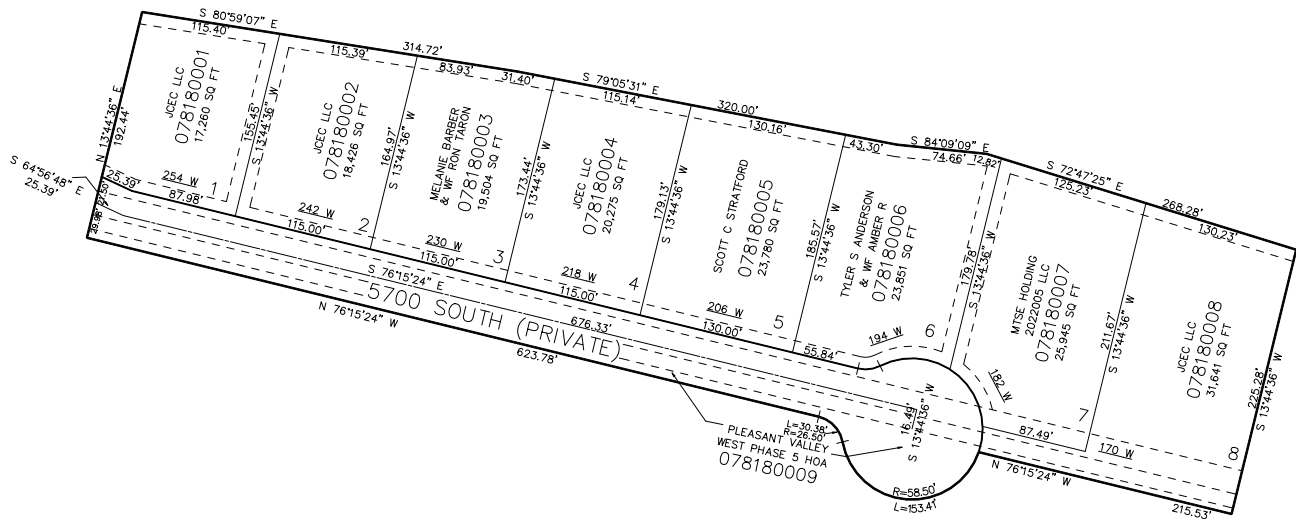 S 80°59'07" E
115.40'
314.72'
115.39'
83.93'
31.40'
S 79°05'31" E
115.14'
320.00'
130.16'
43.30'
S 84°09'09" E
74.66'
12.82'
S 72°47'25" E
125.23'
268.28'
130.23'
N 13°44'36" E
192.44'
JCEC LLC
078180001
17,260 SQ FT
155.45'
S 13°44'36" W
JCEC LLC
078180002
18,426 SQ FT
164.97'
S 13°44'36" W
MELANIE BARBER
& WF RON TARON
078180003
19,504 SQ FT
173.44'
S 13°44'36" W
JCEC LLC
078180004
20,275 SQ FT
179.13'
S 13°44'36" W
SCOTT C STRATFORD
078180005
23,780 SQ FT
185.57'
S 13°44'36" W
TYLER S ANDERSON
& WF AMBER R
078180006
23,851 SQ FT
179.78'
S 13°44'36" W
MTSE HOLDING
2022005 LLC
078180007
25,945 SQ FT
211.67'
S 13°44'36" W
JCEC LLC
078180008
31,641 SQ FT
225.28'
S 13°44'36" W
S 64°56'48" E
25.39'
25.39'
254 W
1
87.98'
242 W
2
115.00'
230 W
3
115.00'
218 W
4
115.00'
206 W
5
130.00'
194 W
6
55.84'
182 W
7
87.49'
170 W
8
29.98'
S 76°15'24" E
676.33'
5700 SOUTH (PRIVATE)
N 76°15'24" W
623.78'
L=30.38'
R=26.50'
PLEASANT VALLEY
WEST PHASE 5 HOA
078180009
16.49'
S 13°44'36" W
R=58.50'
L=153.41'
N 76°15'24" W
215.53'